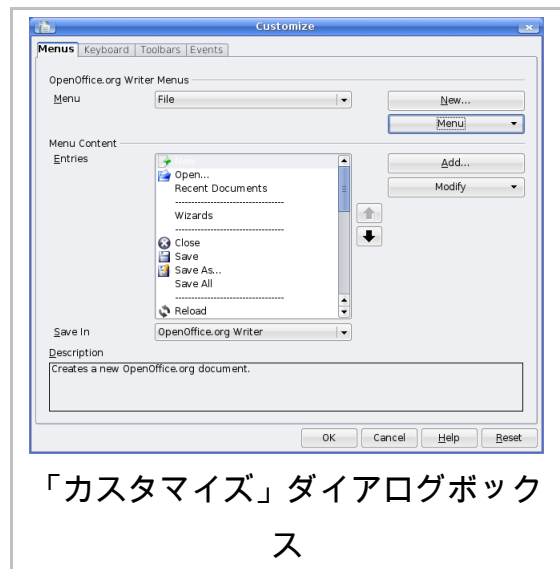 Customize
Menus Keyboard Toolbars Events
OpenOffice.org Writer Menus
Menu File New...
Menu
Menu Content
Entries New Add...
Open... Modify
Recent Documents
----------------------------------
Wizards
----------------------------------
Close
Save
Save As...
Save All
----------------------------------
Reload
Save In OpenOffice.org Writer
Description
Creates a new OpenOffice.org document.
OK Cancel Help Reset
「カスタマイズ」ダイアログボック
ス